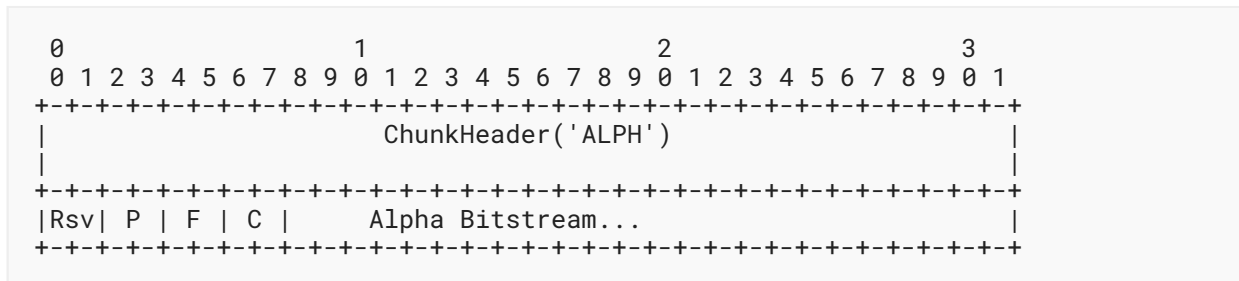 0                   1                   2                   3
 0 1 2 3 4 5 6 7 8 9 0 1 2 3 4 5 6 7 8 9 0 1 2 3 4 5 6 7 8 9 0 1
+-+-+-+-+-+-+-+-+-+-+-+-+-+-+-+-+-+-+-+-+-+-+-+-+-+-+-+-+-+-+-+-+
|                      ChunkHeader('ALPH')                      |
|                                                               |
+-+-+-+-+-+-+-+-+-+-+-+-+-+-+-+-+-+-+-+-+-+-+-+-+-+-+-+-+-+-+-+-+
|Rsv| P | F | C |     Alpha Bitstream...                        |
+-+-+-+-+-+-+-+-+-+-+-+-+-+-+-+-+-+-+-+-+-+-+-+-+-+-+-+-+-+-+-+-+